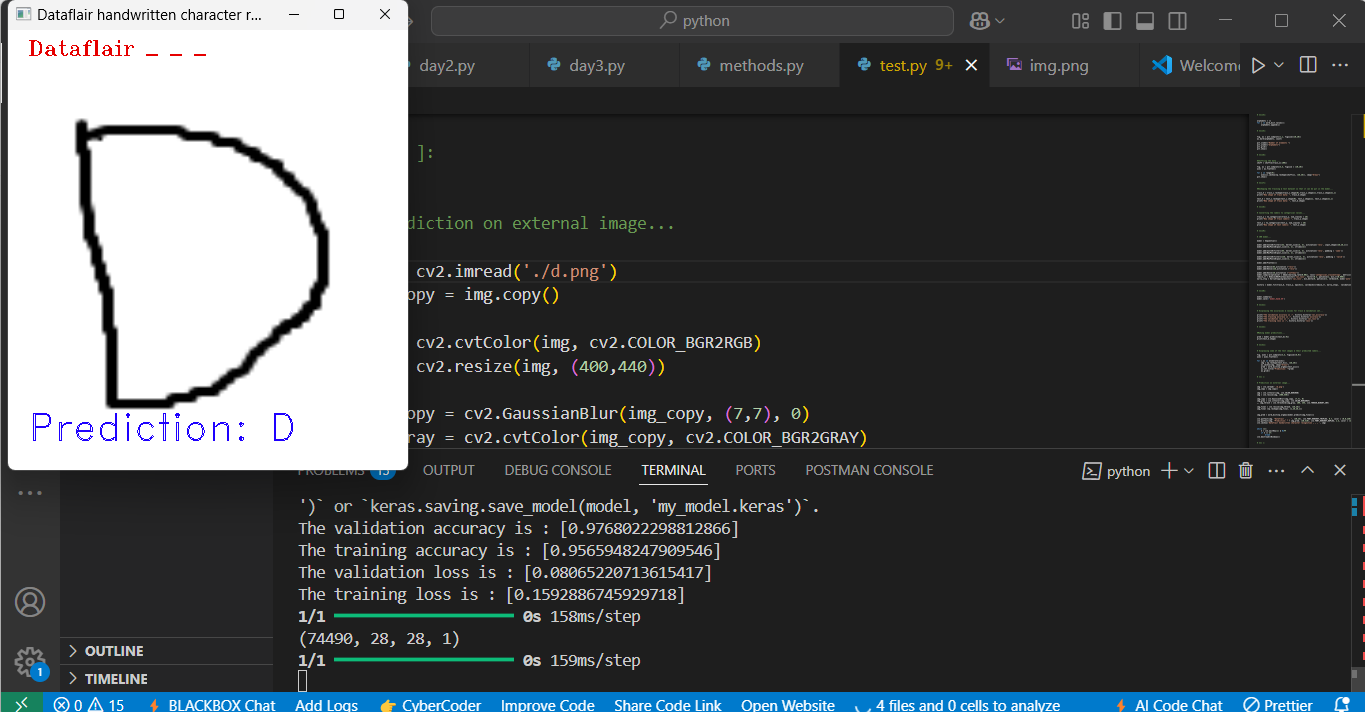 Dataflair handwritten character r...
Dataflair _ _ _
Prediction: D
python
day2.py
day3.py
methods.py
test.py 9+
img.png
Welcome
]:
diction on external image...
cv2.imread('./d.png')
opy = img.copy()
cv2.cvtColor(img, cv2.COLOR_BGR2RGB)
cv2.resize(img, (400,440))
opy = cv2.GaussianBlur(img_copy, (7,7), 0)
ray = cv2.cvtColor(img_copy, cv2.COLOR_BGR2GRAY)
PROBLEMS 15
OUTPUT
DEBUG CONSOLE
TERMINAL
PORTS
POSTMAN CONSOLE
python
')` or `keras.saving.save_model(model, 'my_model.keras')`.
The validation accuracy is : [0.9768022298812866]
The training accuracy is : [0.9565948247909546]
The validation loss is : [0.08065220713615417]
The training loss is : [0.1592886745929718]
1/1 0s 158ms/step
(74490, 28, 28, 1)
1/1 0s 159ms/step
OUTLINE
TIMELINE
1
0 15 BLACKBOX Chat Add Logs CyberCoder Improve Code Share Code Link Open Website 4 files and 0 cells to analyze AI Code Chat Prettier